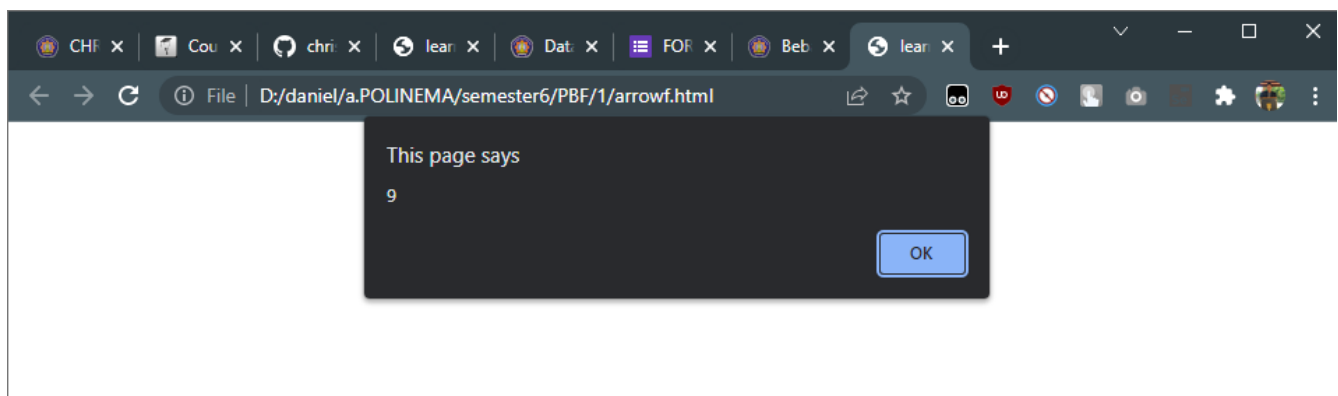 CHR Cou chri lear Data FOR Beb lear
File D:/daniel/a.POLINEMA/semester6/PBF/1/arrowf.html
This page says
9
OK